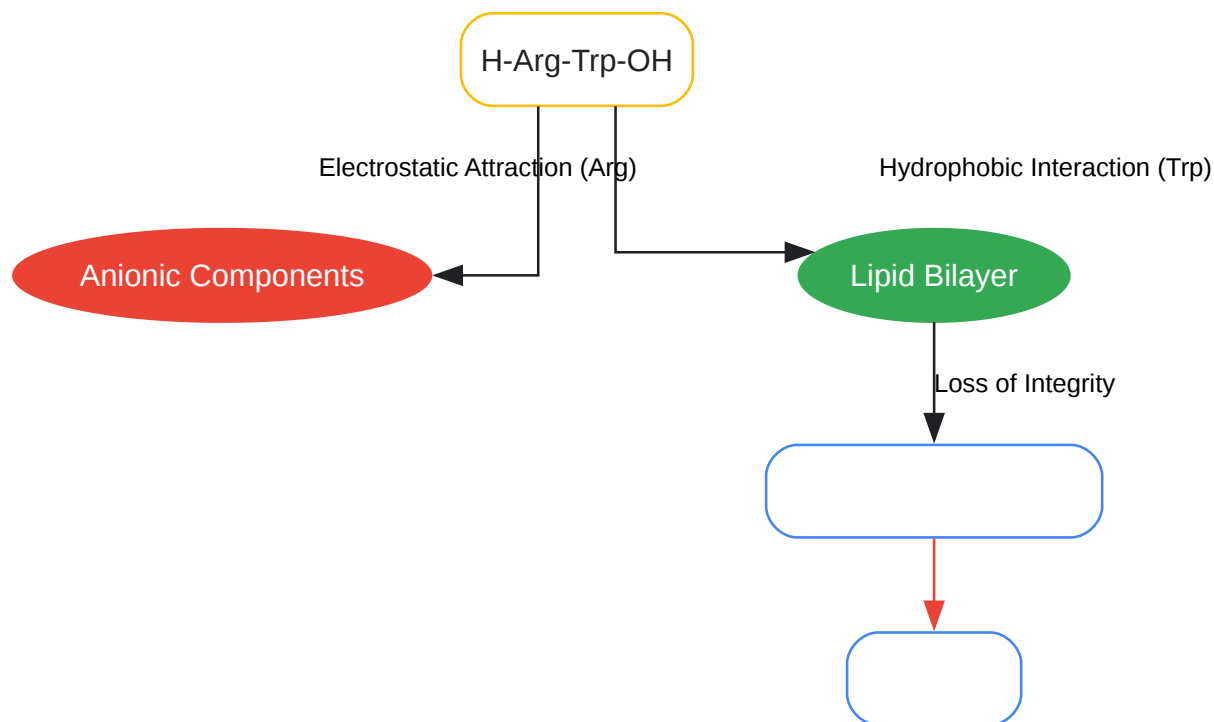 H-Arg-Trp-OH
Electrostatic Attraction (Arg)
Hydrophobic Interaction (Trp)
Anionic Components
Lipid Bilayer
Loss of Integrity